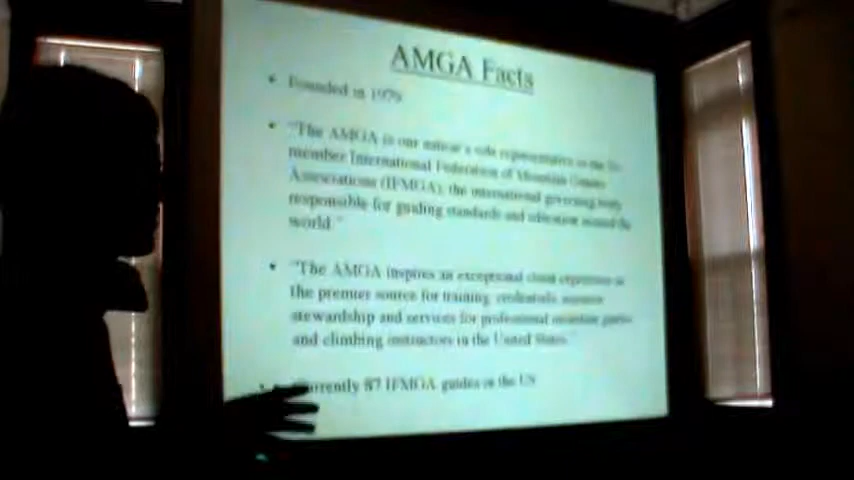 AMGA Facts
• Founded in 1979
• "The AMGA is our nation's sole representative to the
member International Federation of Mountain Guides
Associations (IFMGA), the international governing body
responsible for guiding standards and education around the
world."
• "The AMGA inspires an exceptional client experience as
the premier source for training, credentials, resource
stewardship and services for professional mountain guides
and climbing instructors in the United States."
• Currently 87 IFMGA guides in the US